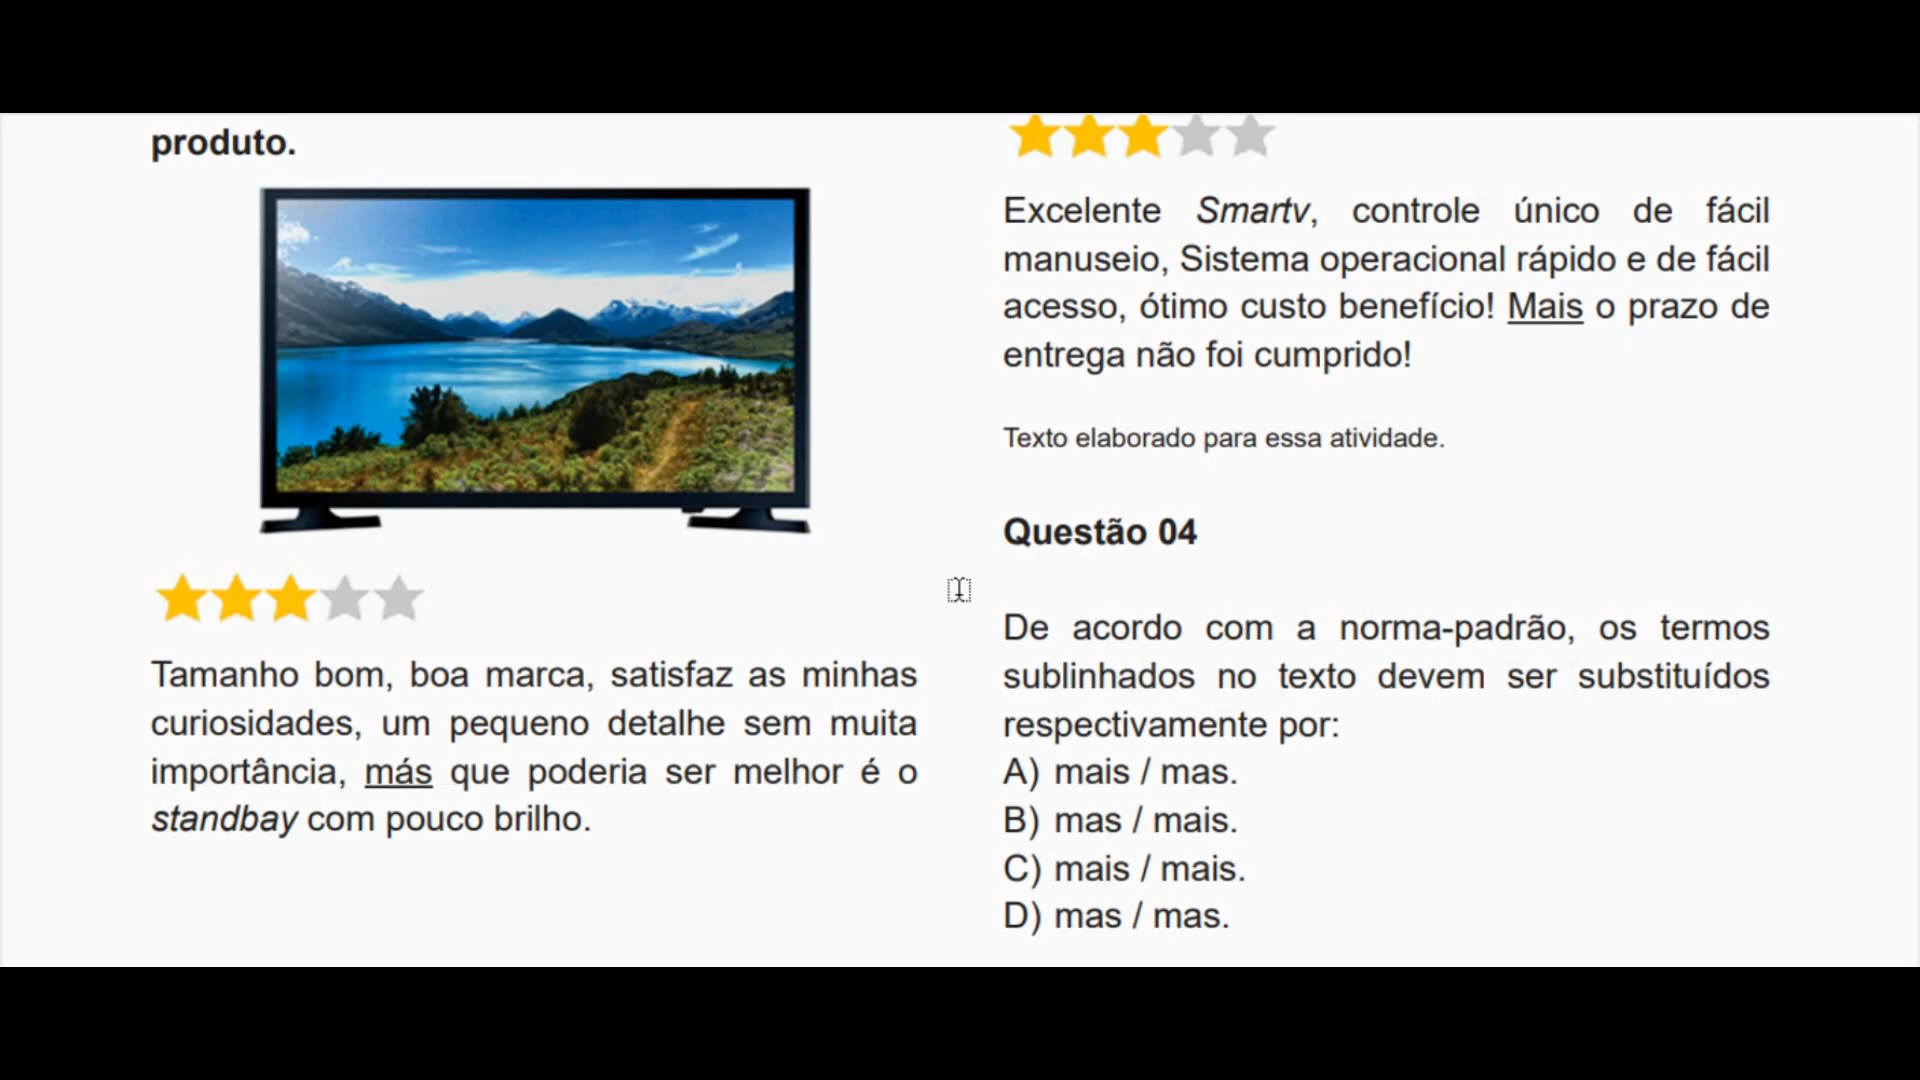 produto.
Tamanho bom, boa marca, satisfaz as minhas
curiosidades, um pequeno detalhe sem muita
importância, más que poderia ser melhor é o
standbay com pouco brilho.
Excelente Smartv, controle único de fácil
manuseio, Sistema operacional rápido e de fácil
acesso, ótimo custo benefício! Mais o prazo de
entrega não foi cumprido!
Texto elaborado para essa atividade.
Questão 04
De acordo com a norma-padrão, os termos
sublinhados no texto devem ser substituídos
respectivamente por:
A) mais / mas.
B) mas / mais.
C) mais / mais.
D) mas / mas.